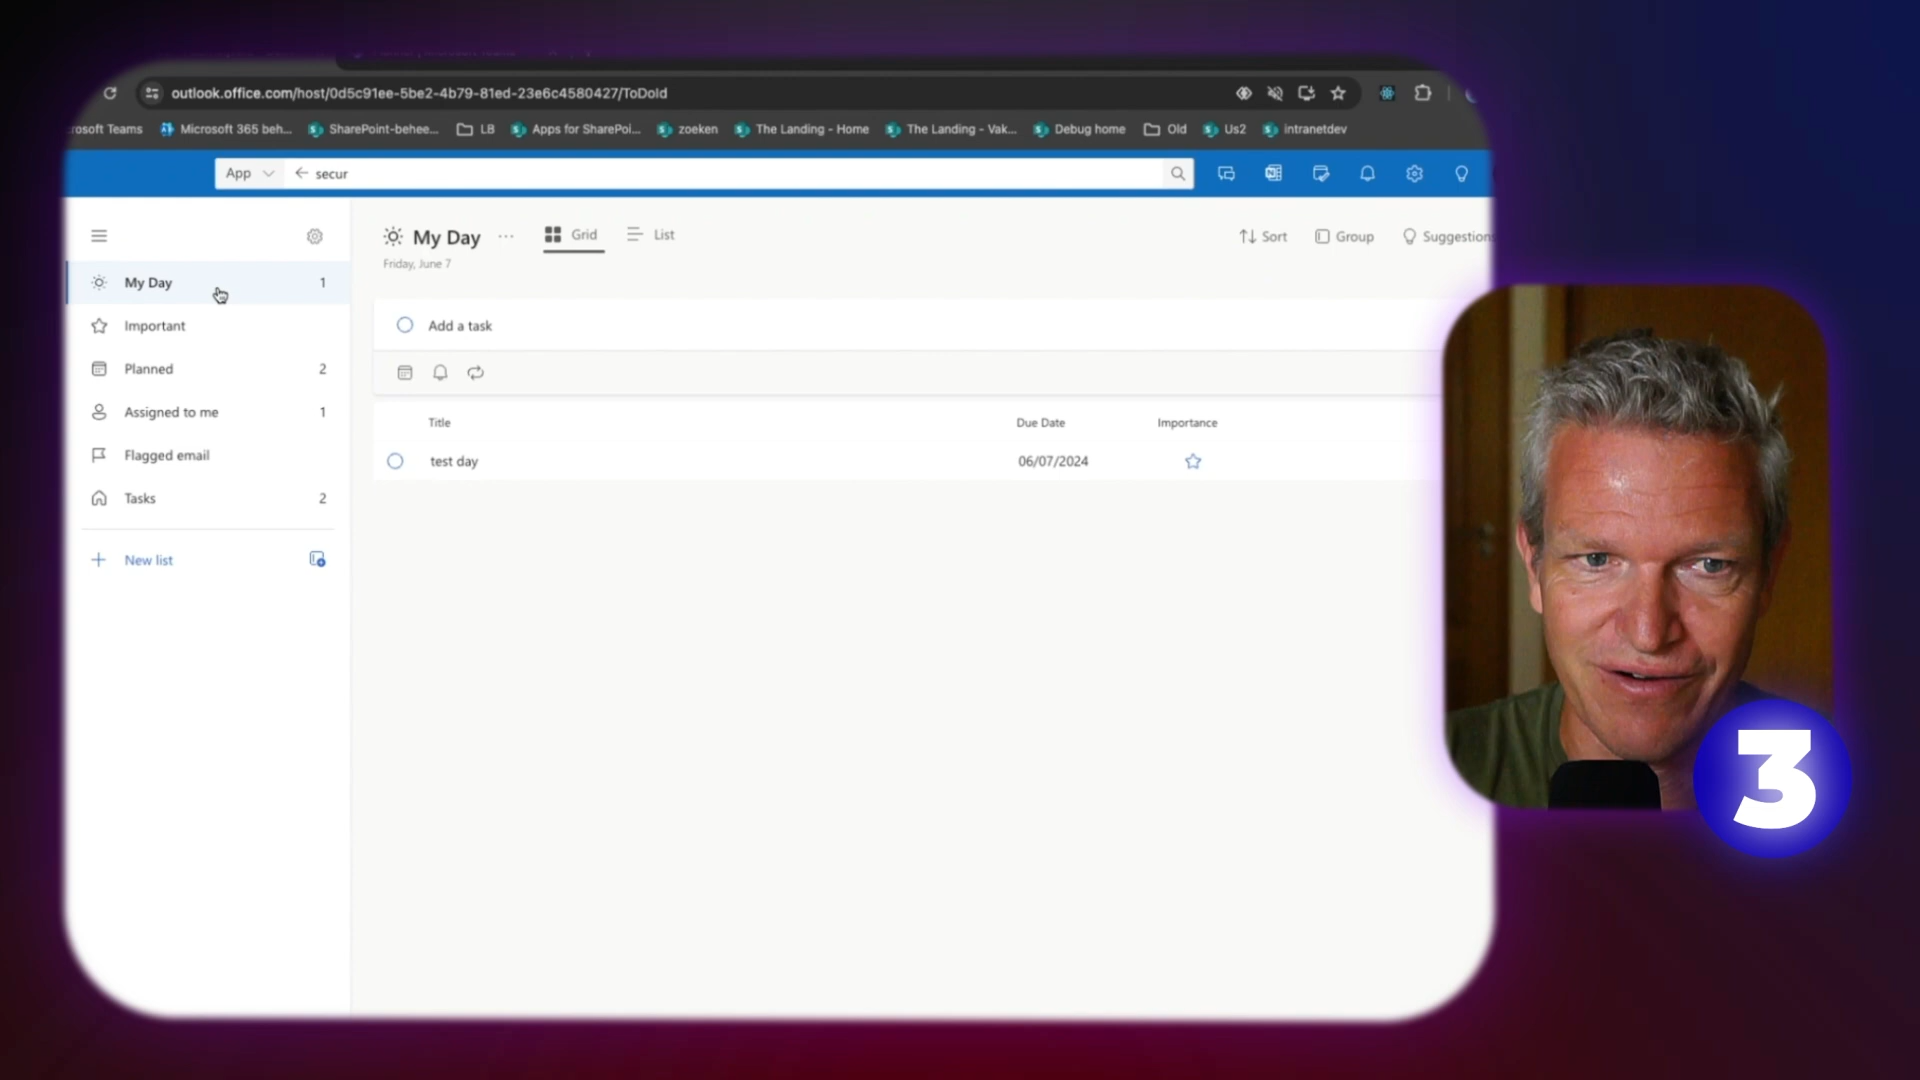 outlook.office.com/host/0d5c91ee-5be2-4b79-81ed-23e6c4580427/ToDoId
rosoft Teams Microsoft 365 beh... SharePoint-behee... LB Apps for SharePoi... zoeken The Landing - Home The Landing - Vak... Debug home Old Us2 intranetdev
App secur
My Day Grid List Sort Group Suggestions
Friday, June 7
My Day 1
Important
Planned 2
Assigned to me 1
Flagged email
Tasks 2
New list
Add a task
Title Due Date Importance
test day 06/07/2024
3